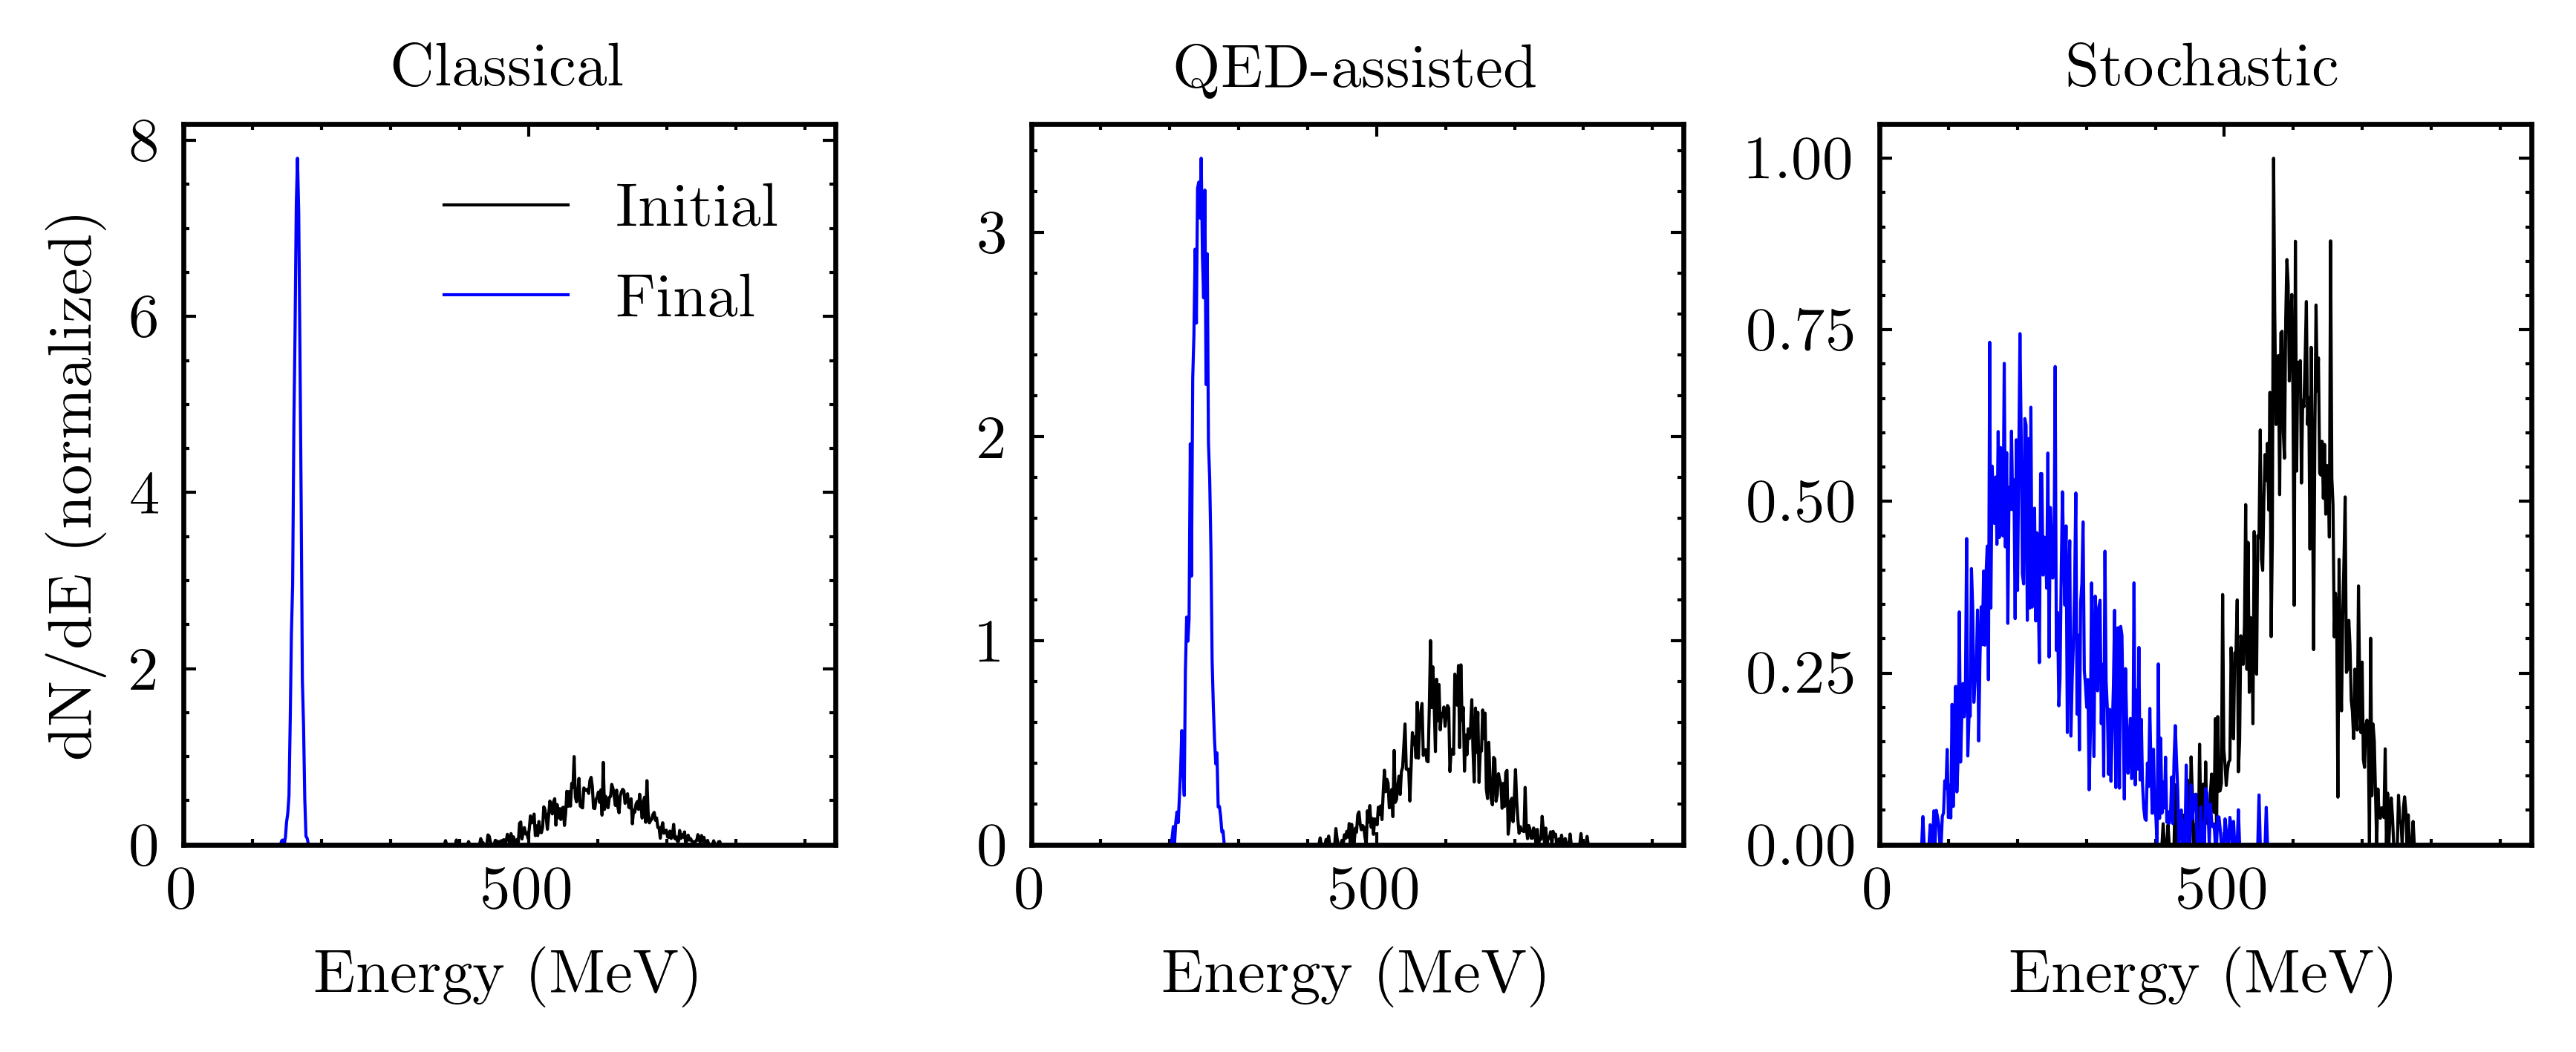 Classical
QED-assisted
Stochastic
dN/dE (normalized)
8
6
4
2
0
Initial
Final
0
500
Energy (MeV)
3
2
1
0
0
500
Energy (MeV)
1.00
0.75
0.50
0.25
0.00
0
500
Energy (MeV)